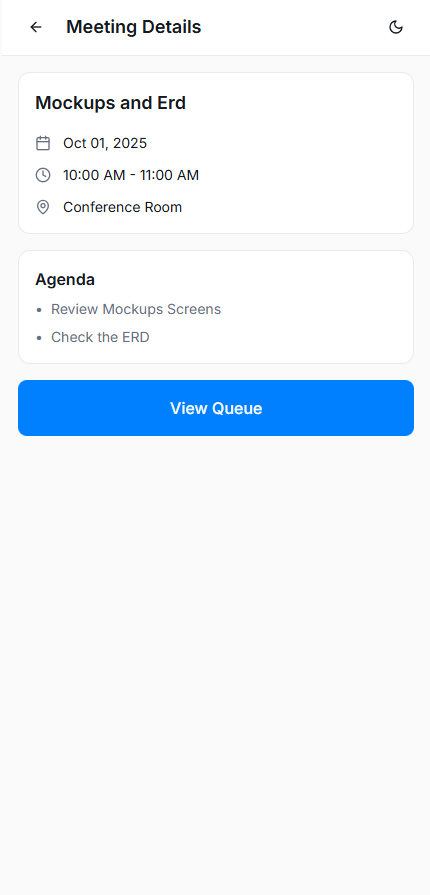 Meeting Details
Mockups and Erd
Oct 01, 2025
10:00 AM - 11:00 AM
Conference Room
Agenda
• Review Mockups Screens
• Check the ERD
View Queue